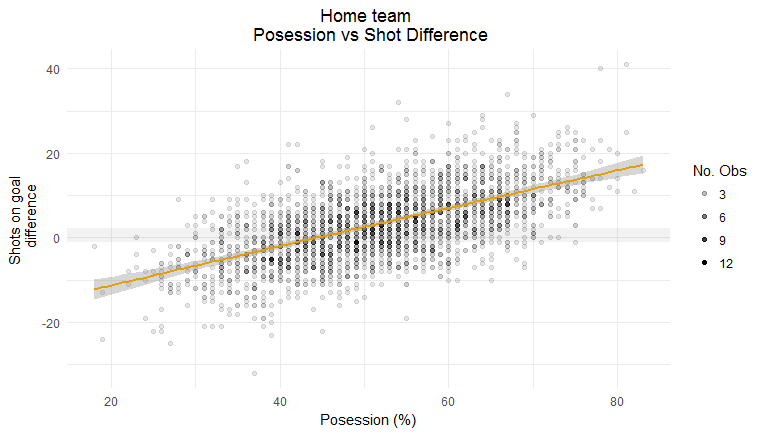 Home team
Posession vs Shot Difference
40
20
0
-20
Shots on goal
difference
20
40
60
80
Posession (%)
No. Obs
3
6
9
12